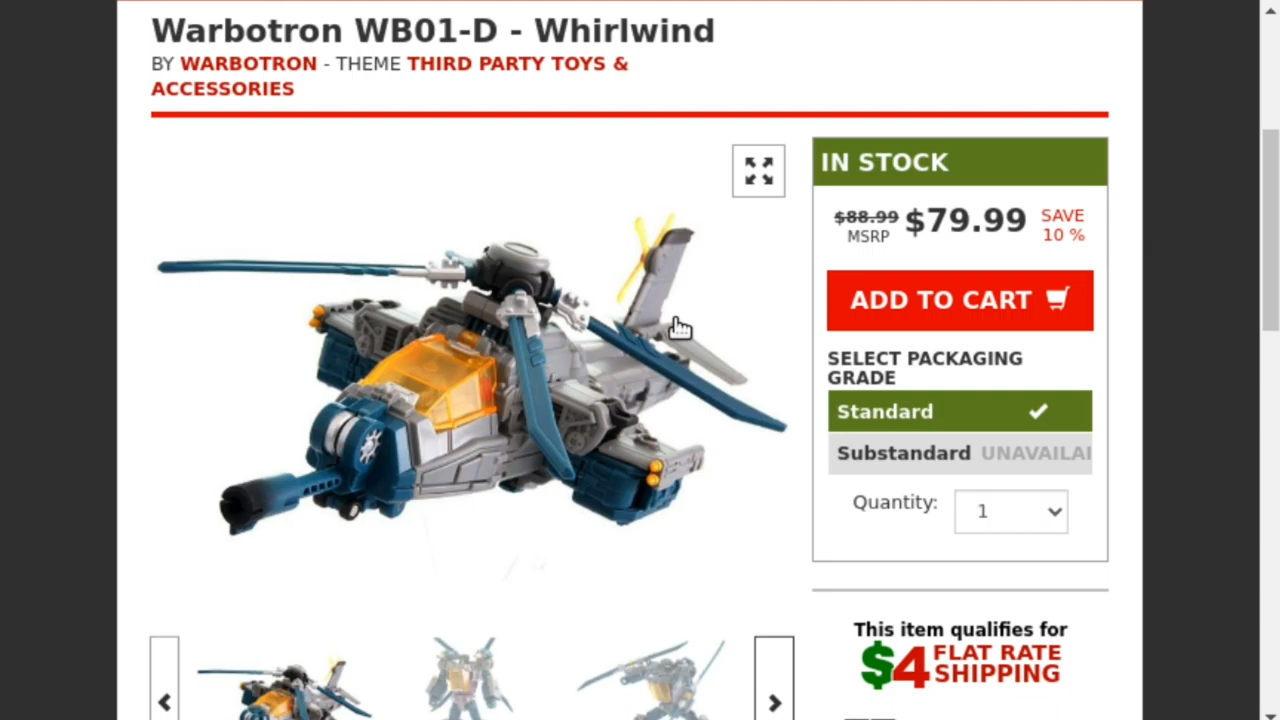 Warbotron WB01-D - Whirlwind
BY WARBOTRON - THEME THIRD PARTY TOYS &
ACCESSORIES
IN STOCK
$88.99 $79.99 SAVE
MSRP 10 %
ADD TO CART
SELECT PACKAGING
GRADE
Standard
Substandard UNAVAILA
Quantity: 1
This item qualifies for
$4 FLAT RATE
SHIPPING